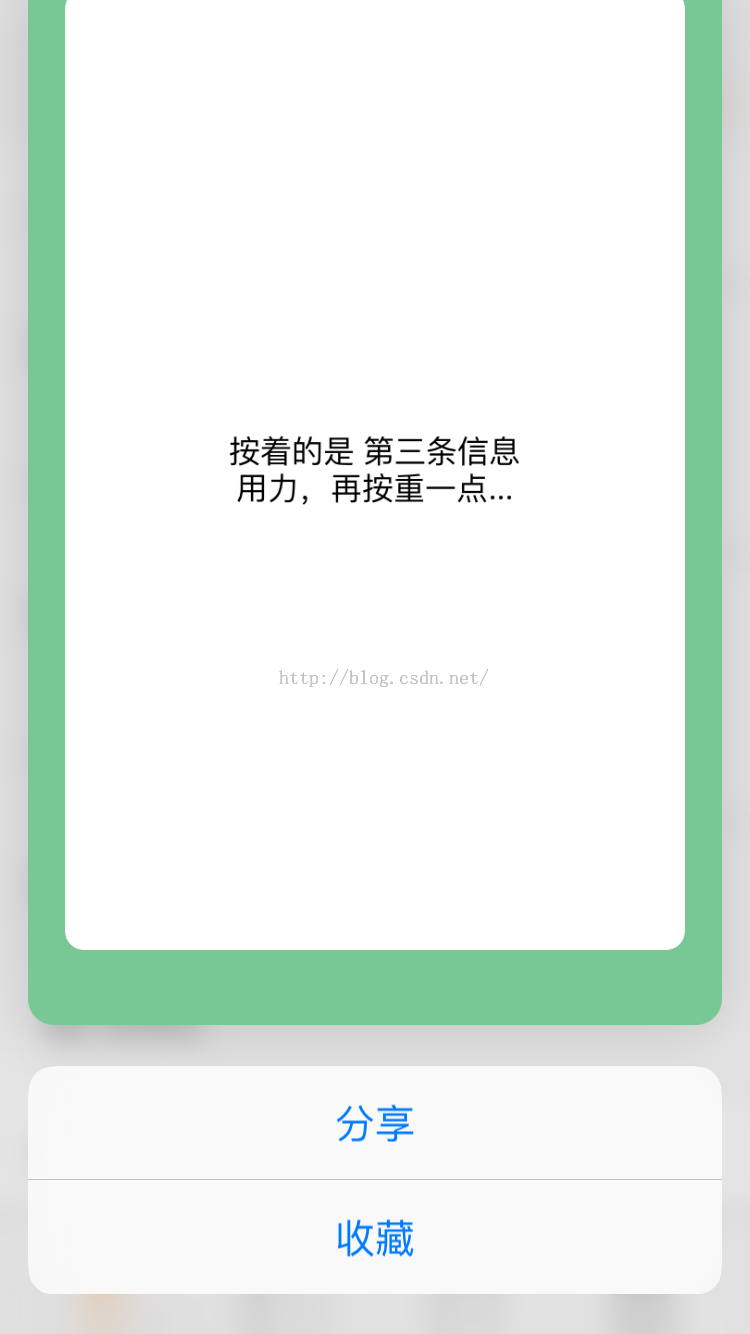 按着的是 第三条信息
用力，再按重一点...
http://blog.csdn.net/
分享
收藏